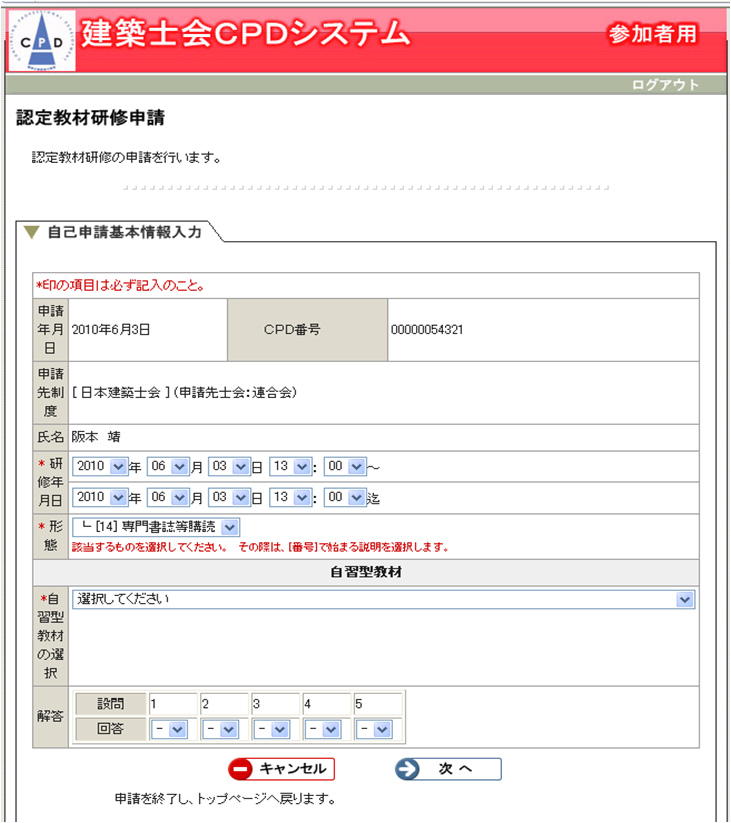 CPD
建築士会CPDシステム
参加者用
ログアウト
認定教材研修申請
認定教材研修の申請を行います。
▼ 自己申請基本情報入力
*印の項目は必ず記入のこと。
申請年月日 2010年6月3日 CPD番号 00000054321
申請先制度 [ 日本建築士会 ] (申請先士会:連合会)
氏名 阪本 靖
* 研修年月日 2010 年 06 月 03 日 13 : 00 ～
2010 年 06 月 03 日 13 : 00 迄
* 形態 └ [14] 専門書誌等購読
該当するものを選択してください。 その際は、[番号]で始まる説明を選択します。
自習型教材
*自習型教材の選択 選択してください
解答 設問 1 2 3 4 5
回答 - - - - -
キャンセル 次へ
申請を終了し、トップページへ戻ります。